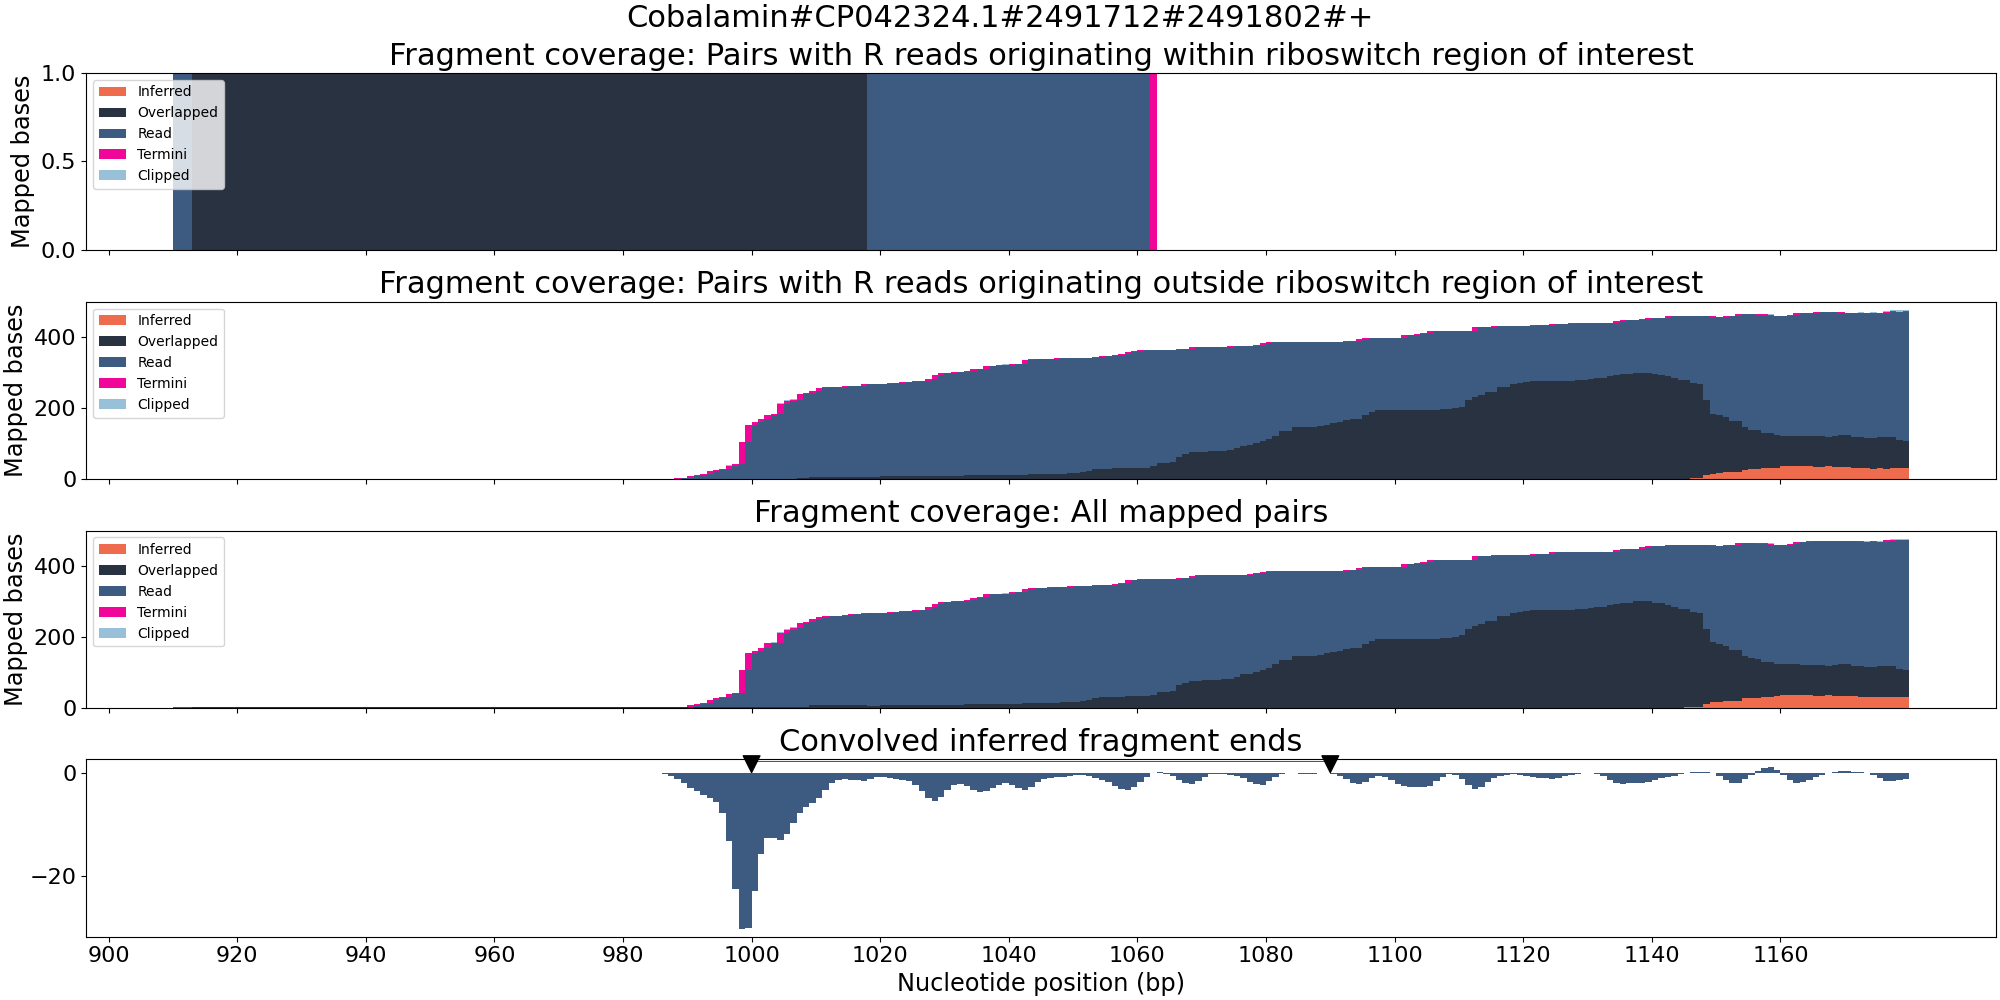 Cobalamin#CP042324.1#2491712#2491802#+
Fragment coverage: Pairs with R reads originating within riboswitch region of interest
Mapped bases
1.0
0.5
0.0
Inferred
Overlapped
Read
Termini
Clipped
Fragment coverage: Pairs with R reads originating outside riboswitch region of interest
Mapped bases
400
200
0
Inferred
Overlapped
Read
Termini
Clipped
Fragment coverage: All mapped pairs
Mapped bases
400
200
0
Inferred
Overlapped
Read
Termini
Clipped
Convolved inferred fragment ends
0
−20
900 920 940 960 980 1000 1020 1040 1060 1080 1100 1120 1140 1160
Nucleotide position (bp)